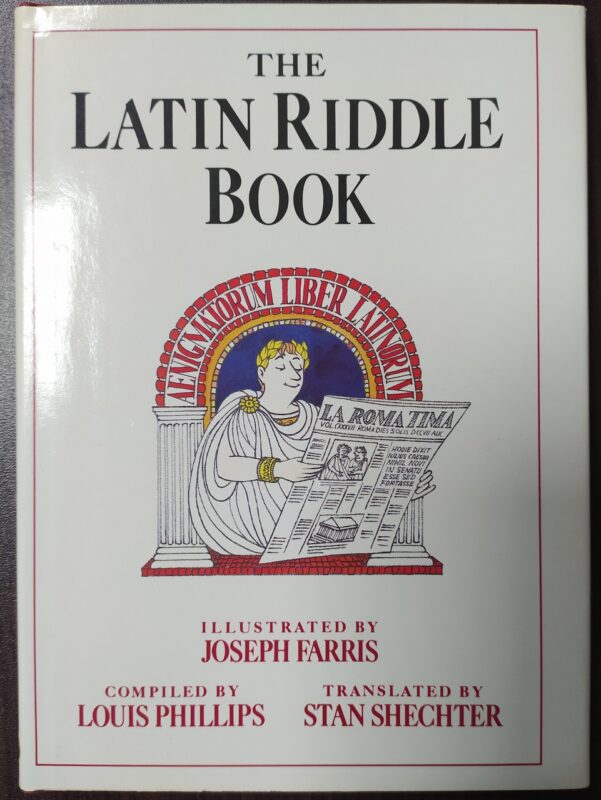 THE
LATIN RIDDLE
BOOK
AENIGMATORUM LIBER LATINORUM
LA ROMA TIMA
HODIE DIXIT
IULIUS CAESAR
NIHIL NOVI
IN SENATU
ESSE SED
FORTASSE
ILLUSTRATED BY
JOSEPH FARRIS
COMPILED BY
LOUIS PHILLIPS
TRANSLATED BY
STAN SHECHTER